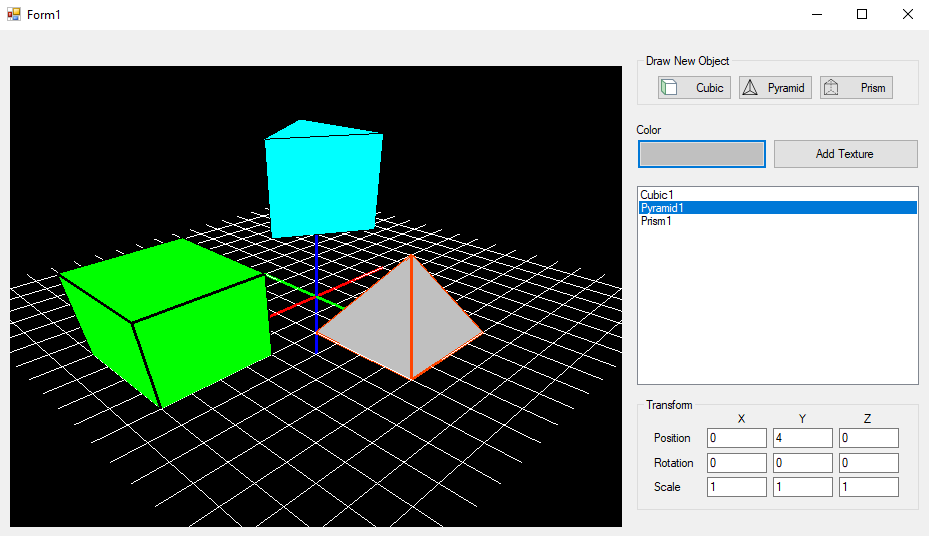 Form1
Draw New Object
Cubic Pyramid Prism
Color
Add Texture
Cubic1
Pyramid1
Prism1
Transform
X Y Z
Position 0 4 0
Rotation 0 0 0
Scale 1 1 1